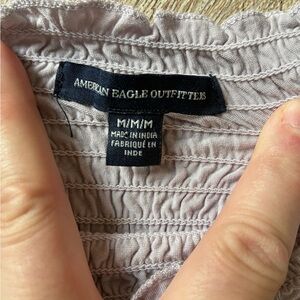 AMERICAN EAGLE OUTFITTERS
M/M/M
MADE IN INDIA
FABRIQUÉ EN
INDE